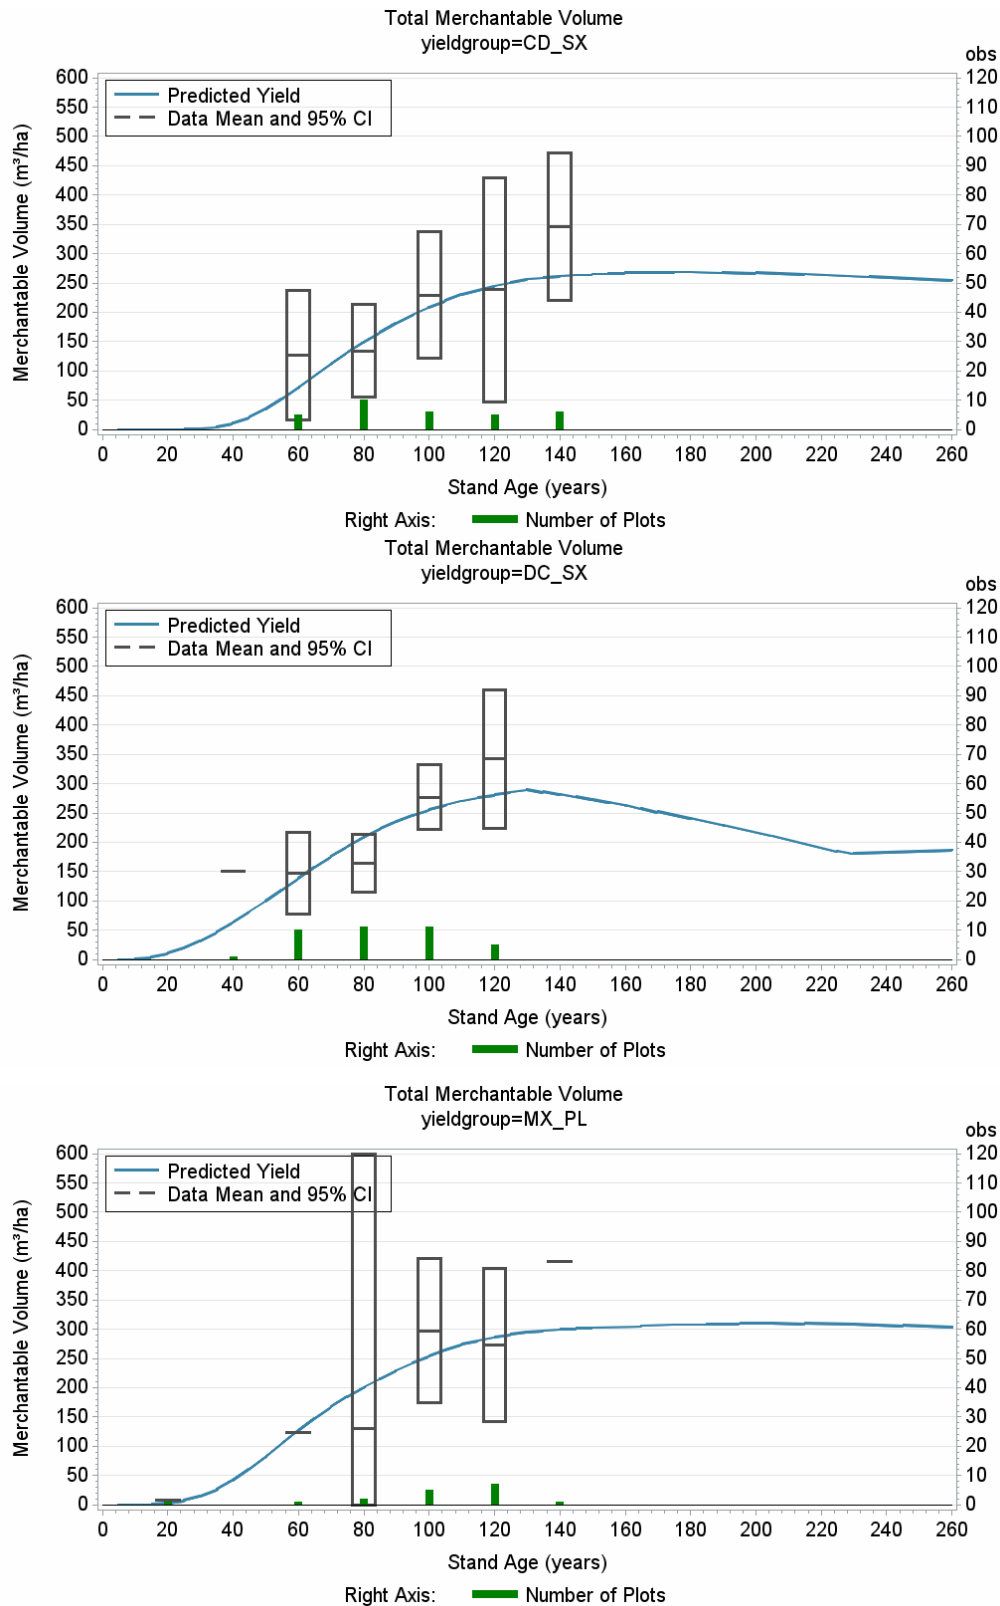 Total Merchantable Volume
yieldgroup=CD_SX
obs
Merchantable Volume (m³/ha)
600
550
500
450
400
350
300
250
200
150
100
50
0
Predicted Yield
Data Mean and 95% CI
120
110
100
90
80
70
60
50
40
30
20
10
0
0 20 40 60 80 100 120 140 160 180 200 220 240 260
Stand Age (years)
Right Axis: Number of Plots
Total Merchantable Volume
yieldgroup=DC_SX
obs
Merchantable Volume (m³/ha)
600
550
500
450
400
350
300
250
200
150
100
50
0
Predicted Yield
Data Mean and 95% CI
120
110
100
90
80
70
60
50
40
30
20
10
0
0 20 40 60 80 100 120 140 160 180 200 220 240 260
Stand Age (years)
Right Axis: Number of Plots
Total Merchantable Volume
yieldgroup=MX_PL
obs
Merchantable Volume (m³/ha)
600
550
500
450
400
350
300
250
200
150
100
50
0
Predicted Yield
Data Mean and 95% CI
120
110
100
90
80
70
60
50
40
30
20
10
0
0 20 40 60 80 100 120 140 160 180 200 220 240 260
Stand Age (years)
Right Axis: Number of Plots